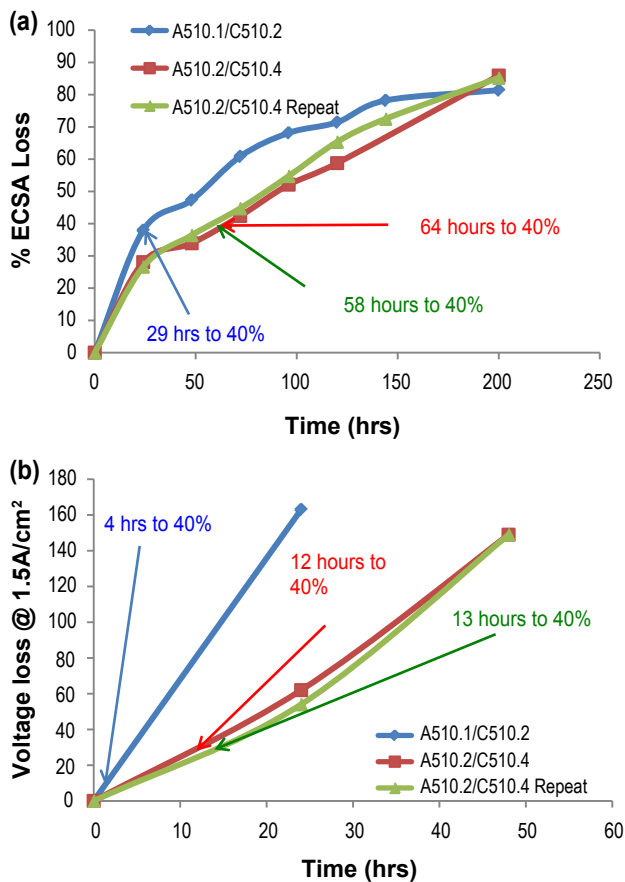 (a)
A510.1/C510.2
A510.2/C510.4
A510.2/C510.4 Repeat
% ECSA Loss
100
90
80
70
60
50
40
30
20
10
0
64 hours to 40%
58 hours to 40%
29 hrs to 40%
0
50
100
150
200
250
Time (hrs)
(b)
Voltage loss @ 1.5A/cm²
180
160
140
120
100
80
60
40
20
0
4 hrs to 40%
12 hours to
40%
13 hours to 40%
A510.1/C510.2
A510.2/C510.4
A510.2/C510.4 Repeat
0
10
20
30
40
50
60
Time (hrs)